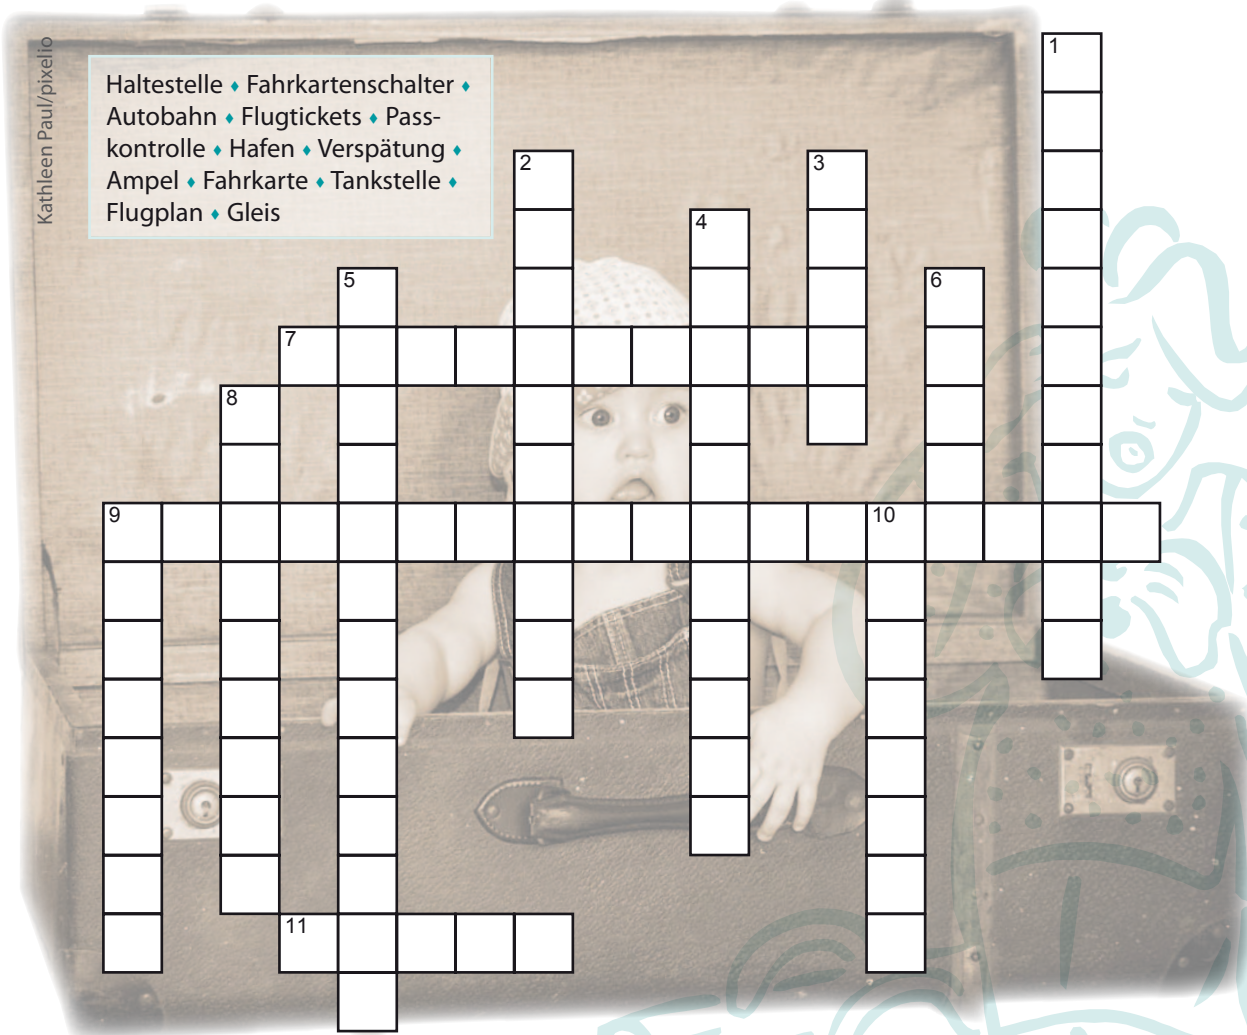 Kathleen Paul/pixelio
Haltestelle ♦ Fahrkartenschalter ♦
Autobahn ♦ Flugtickets ♦ Pass-
kontrolle ♦ Hafen ♦ Verspätung ♦
Ampel ♦ Fahrkarte ♦ Tankstelle ♦
Flugplan ♦ Gleis
1
2
3
4
5
6
7
8
9
10
11